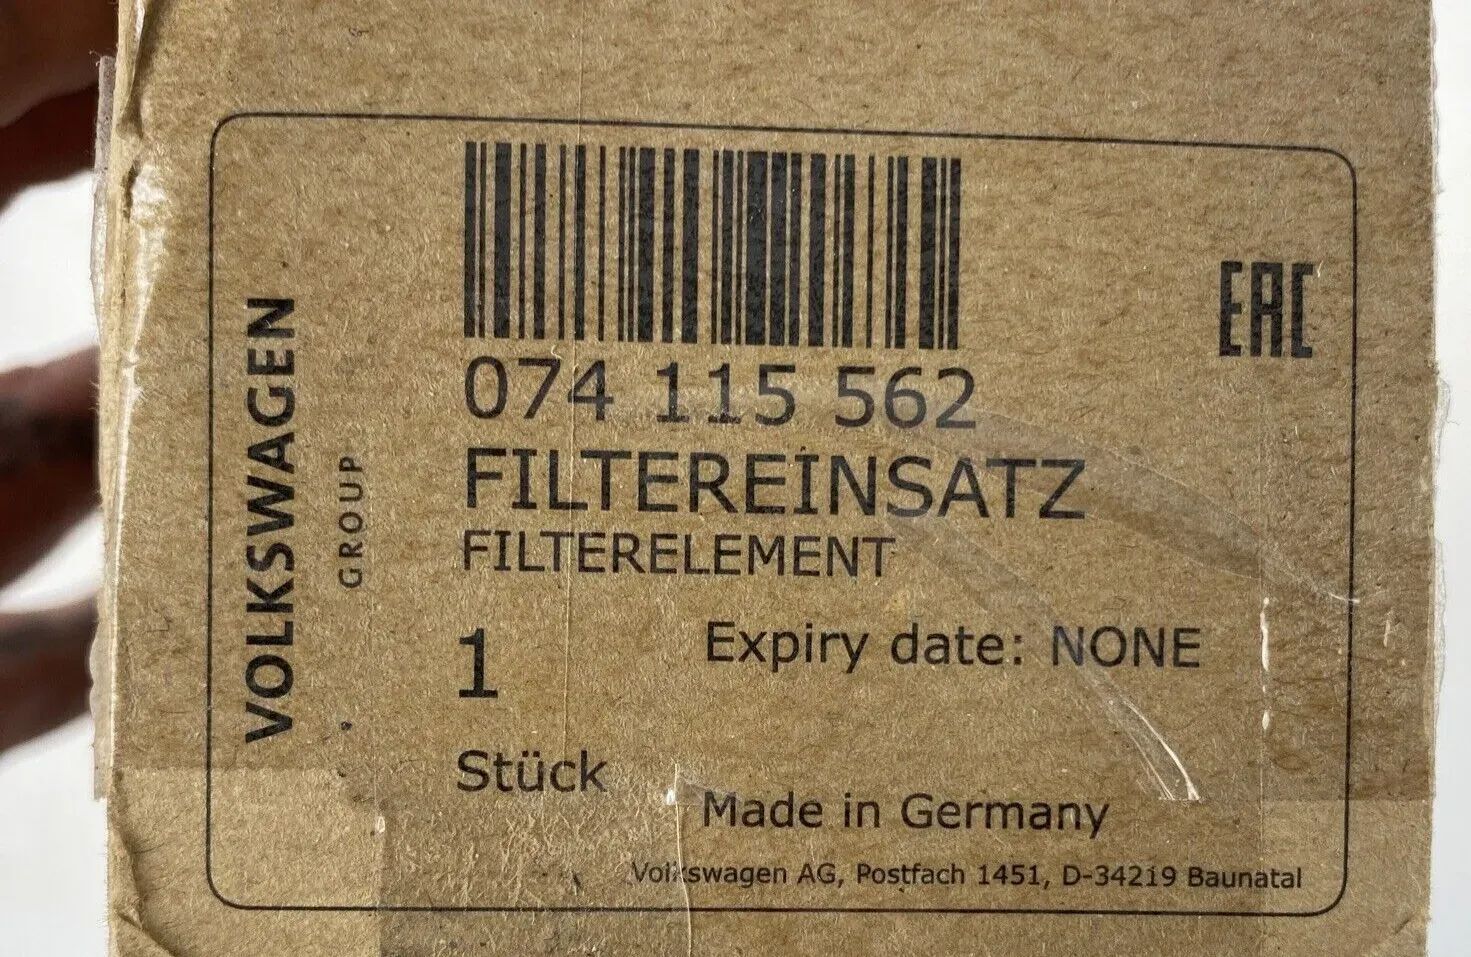 VOLKSWAGEN
GROUP
EAC
074 115 562
FILTEREINSATZ
FILTERELEMENT
1
Expiry date: NONE
Stück
Made in Germany
Volkswagen AG, Postfach 1451, D-34219 Baunatal